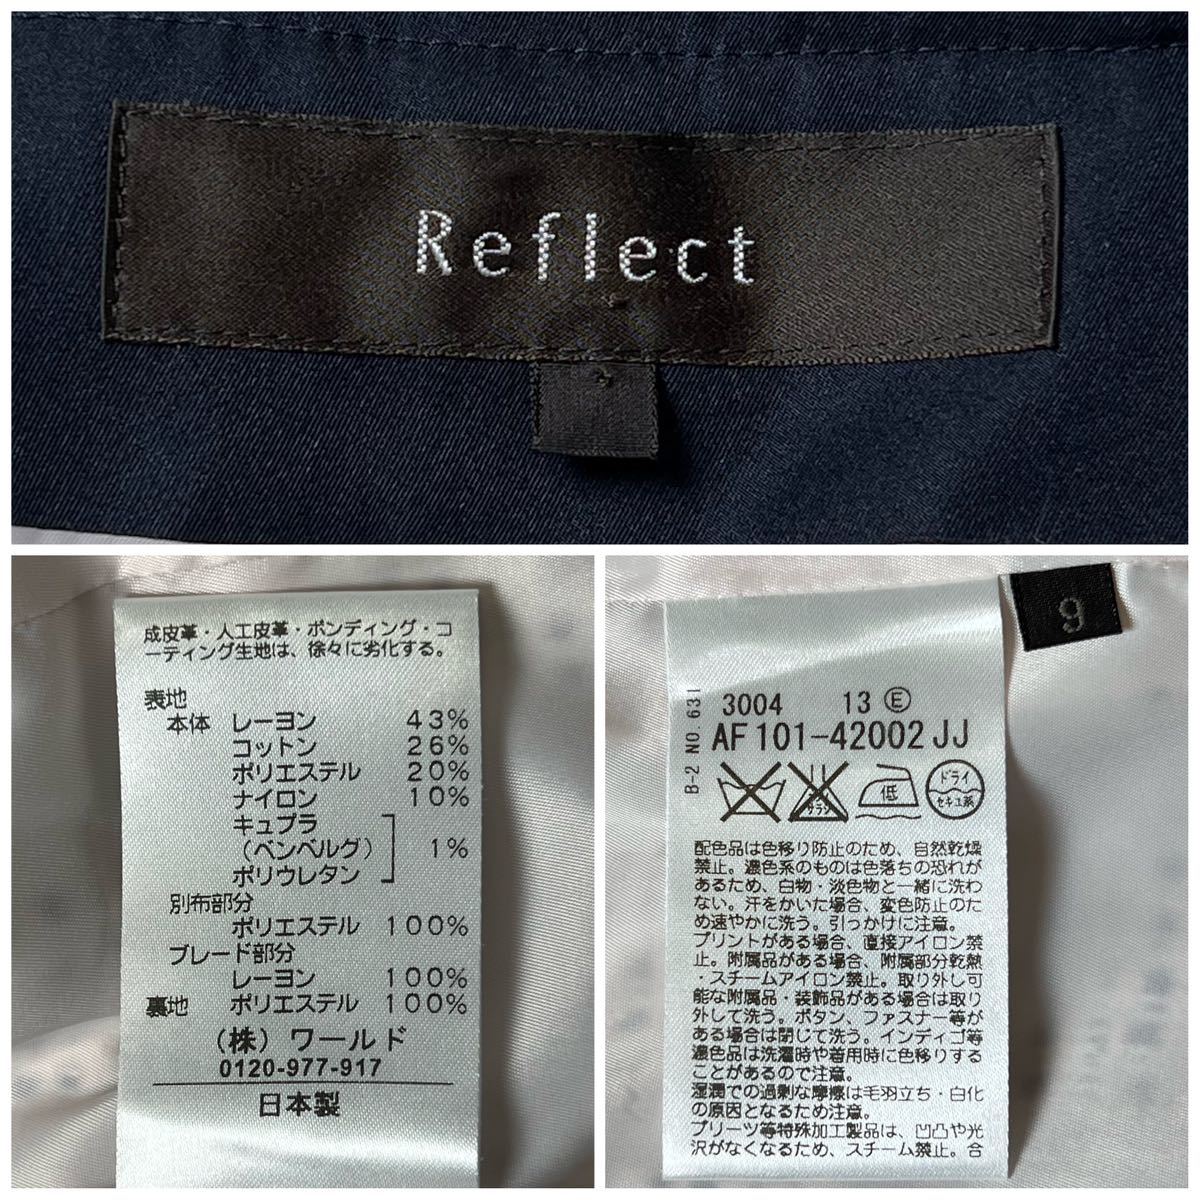 Reflect
成皮革・人工皮革・ボンディング・コ
ーティング生地は、徐々に劣化する。
表地
本体 レーヨン 43%
コットン 26%
ポリエステル 20%
ナイロン 10%
キュプラ
(ベンベルグ) 1%
ポリウレタン
別布部分
ポリエステル 100%
ブレード部分
レーヨン 100%
裏地 ポリエステル 100%
(株) ワールド
0120-977-917
日本製
9
B-2 NO.631
3004 13 Ⓔ
AF101-42002JJ
サラシ
低
ドライ
セキユ系
配色品は色移り防止のため、自然乾燥
禁止。濃色系のものは色落ちの恐れが
あるため、白物・淡色物と一緒に洗わ
ない。汗をかいた場合、変色防止のた
め速やかに洗う。引っかけに注意。
プリントがある場合、直接アイロン禁
止。附属品がある場合、附属部分乾熱
・スチームアイロン禁止。取り外し可
能な附属品・装飾品がある場合は取り
外して洗う。ボタン、ファスナー等が
ある場合は閉じて洗う。インディゴ等
濃色品は洗濯時や着用時に色移りする
ことがあるので注意。
湿潤での過剰な摩擦は毛羽立ち・白化
の原因となるため注意。
プリーツ等特殊加工製品は、凹凸や光
沢がなくなるため、スチーム禁止。合